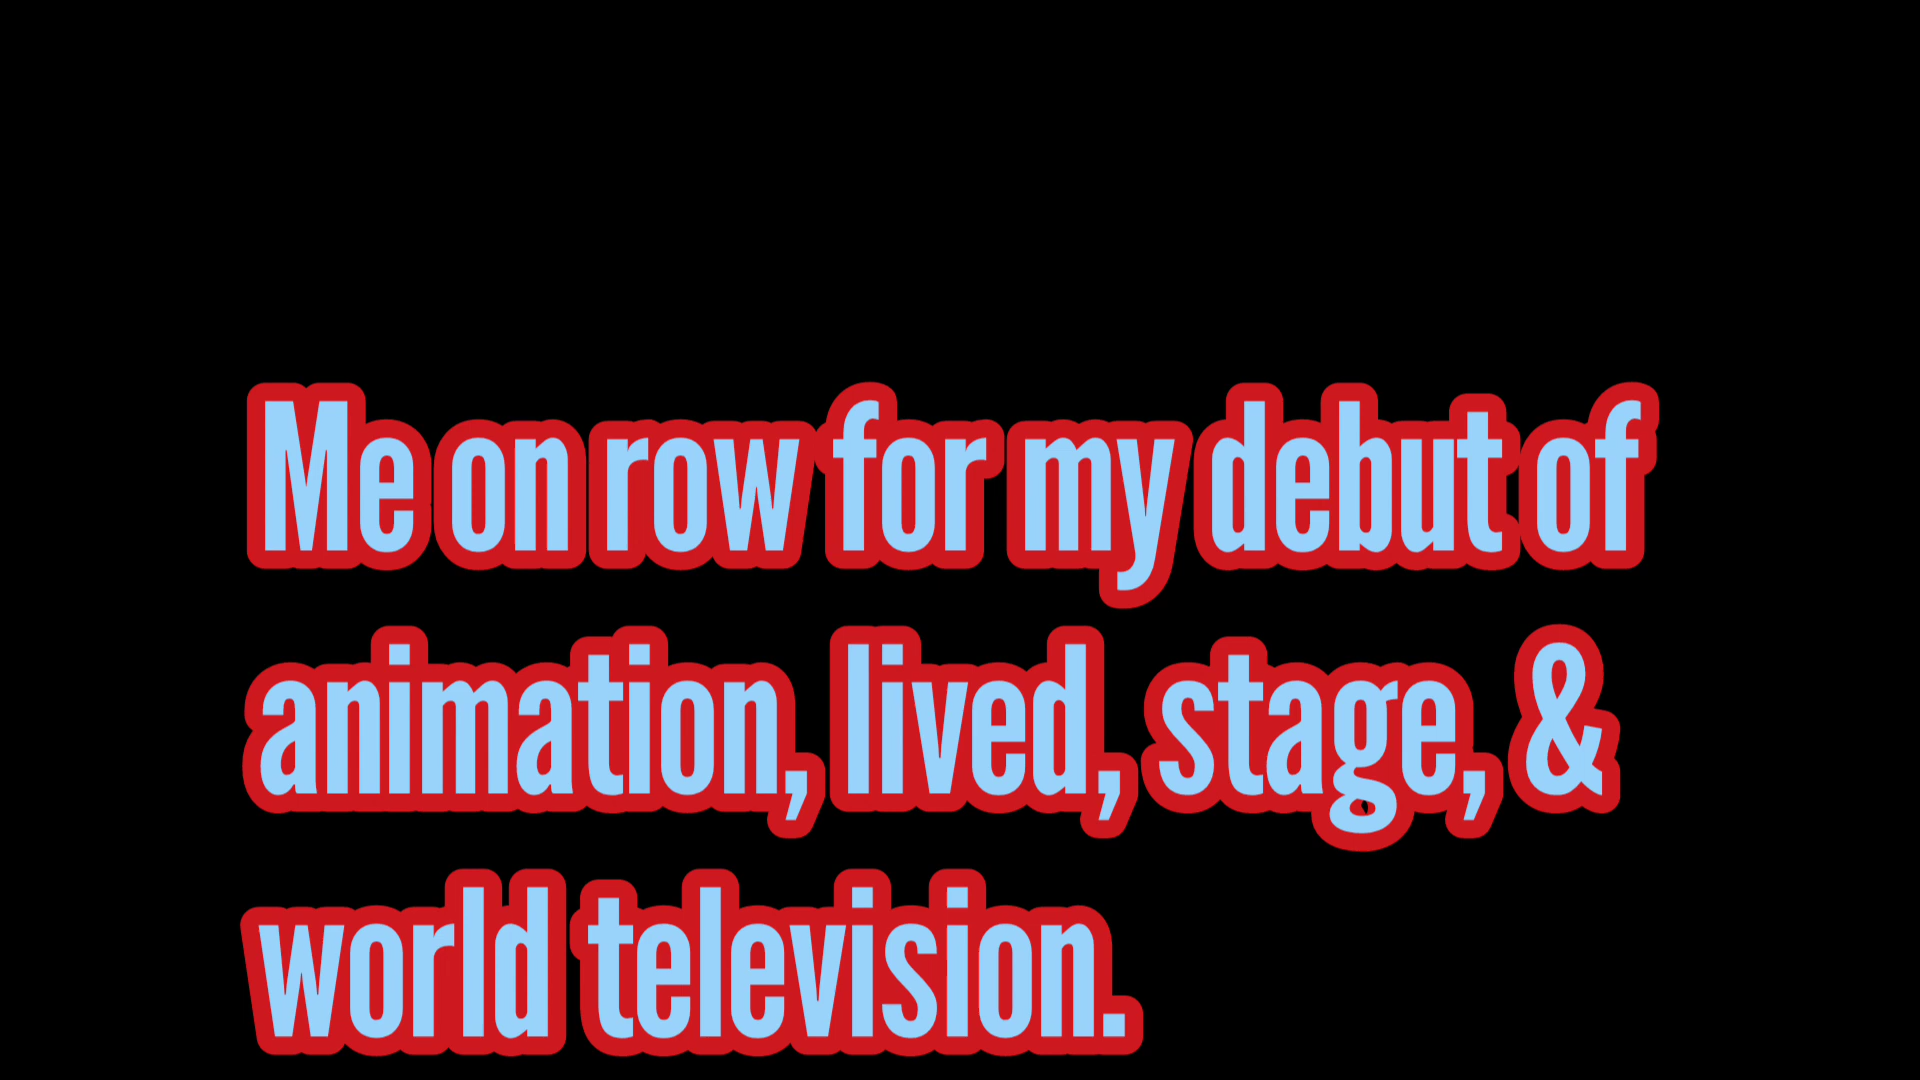 Me on row for my debut of
animation, lived, stage, &
world television.